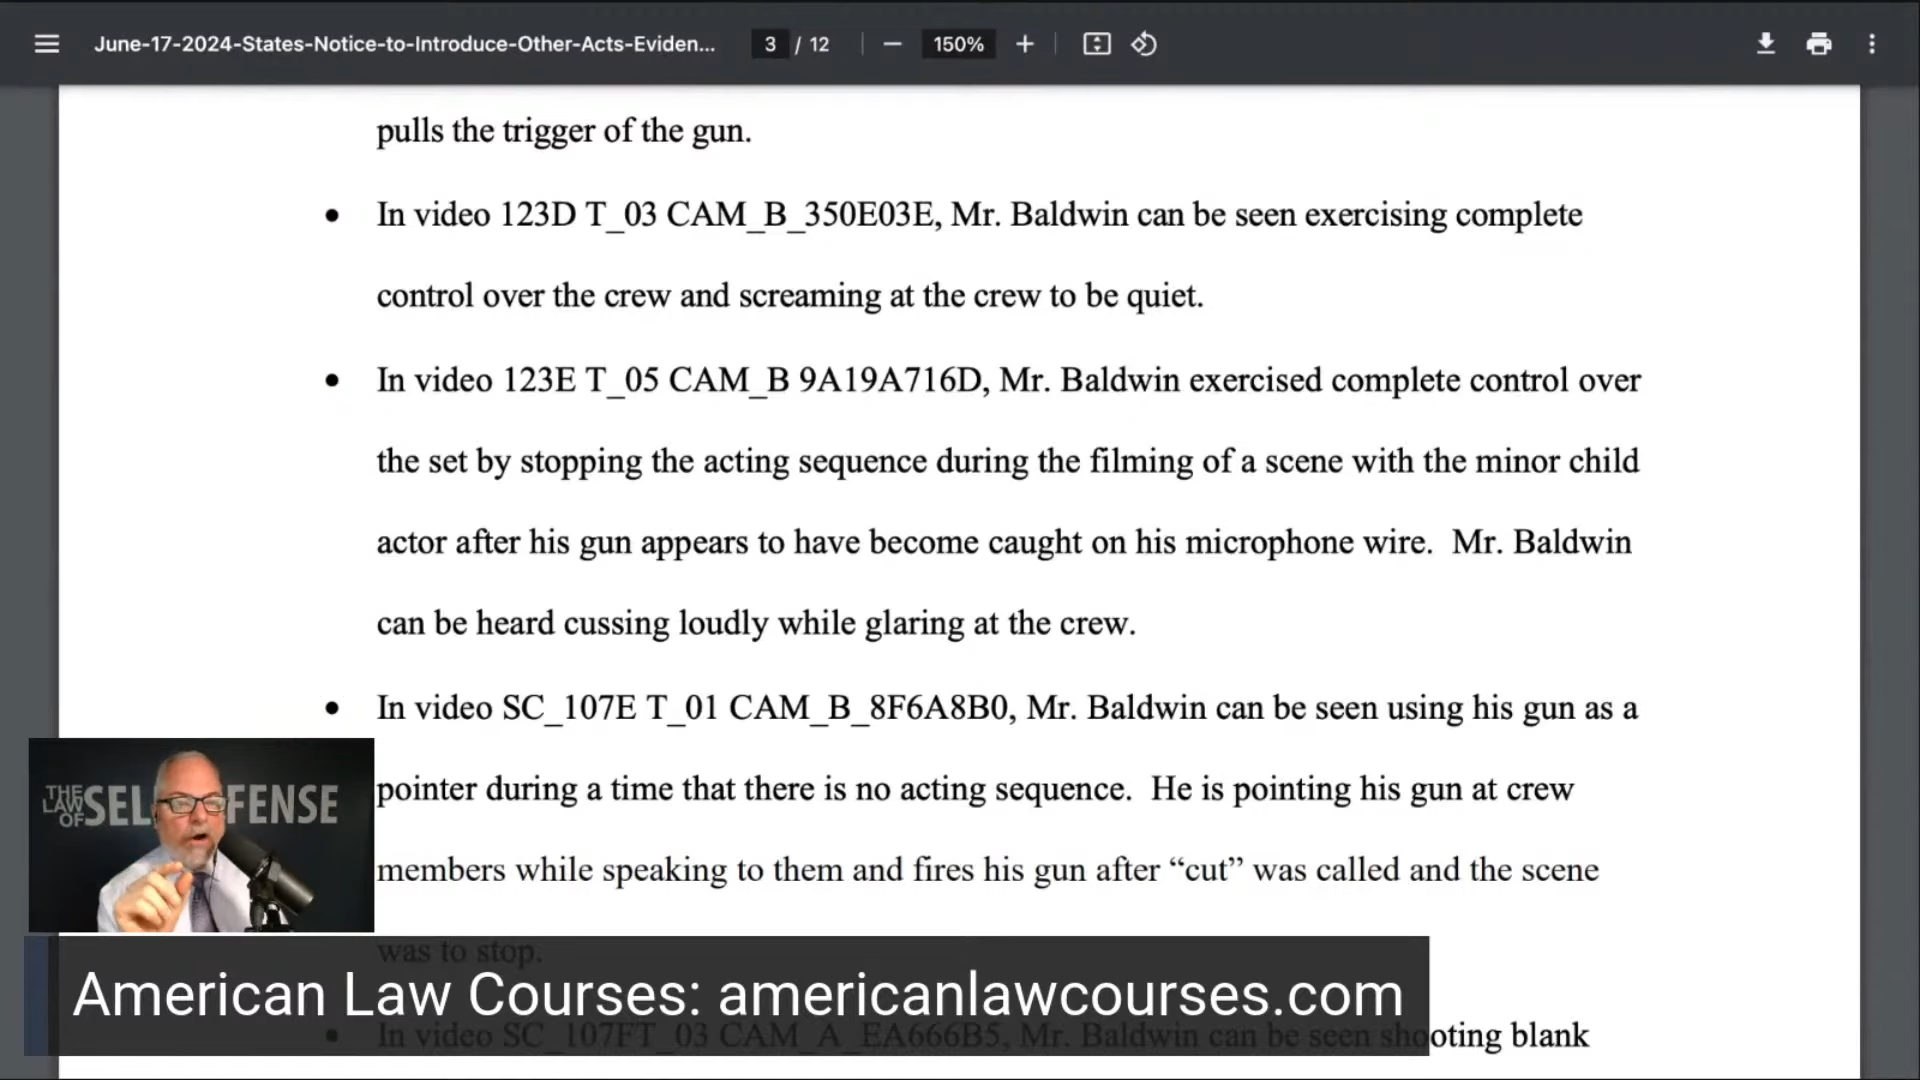 June-17-2024-States-Notice-to-Introduce-Other-Acts-Eviden...
3 / 12
150%
pulls the trigger of the gun.
• In video 123D T_03 CAM_B_350E03E, Mr. Baldwin can be seen exercising complete
control over the crew and screaming at the crew to be quiet.
• In video 123E T_05 CAM_B 9A19A716D, Mr. Baldwin exercised complete control over
the set by stopping the acting sequence during the filming of a scene with the minor child
actor after his gun appears to have become caught on his microphone wire.  Mr. Baldwin
can be heard cussing loudly while glaring at the crew.
• In video SC_107E T_01 CAM_B_8F6A8B0, Mr. Baldwin can be seen using his gun as a
pointer during a time that there is no acting sequence.  He is pointing his gun at crew
members while speaking to them and fires his gun after “cut” was called and the scene
was to stop.
• In video SC_107FT_03 CAM_A_EA666B5, Mr. Baldwin can be seen shooting blank
THE
LAW
OF
SEL FENSE
American Law Courses: americanlawcourses.com